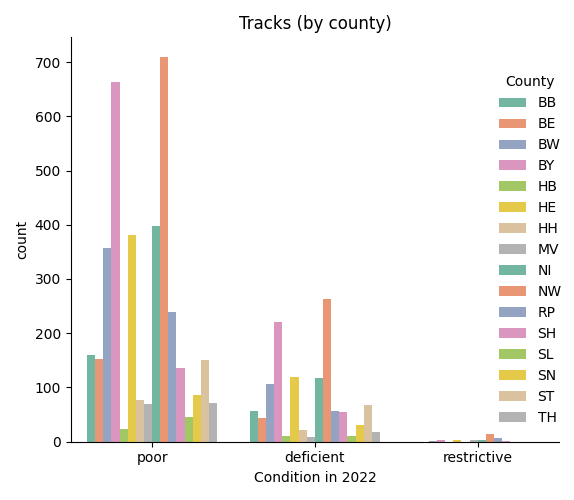 Tracks (by county)
700
600
500
400
300
200
100
0
count
poor
deficient
restrictive
Condition in 2022
County
BB
BE
BW
BY
HB
HE
HH
MV
NI
NW
RP
SH
SL
SN
ST
TH